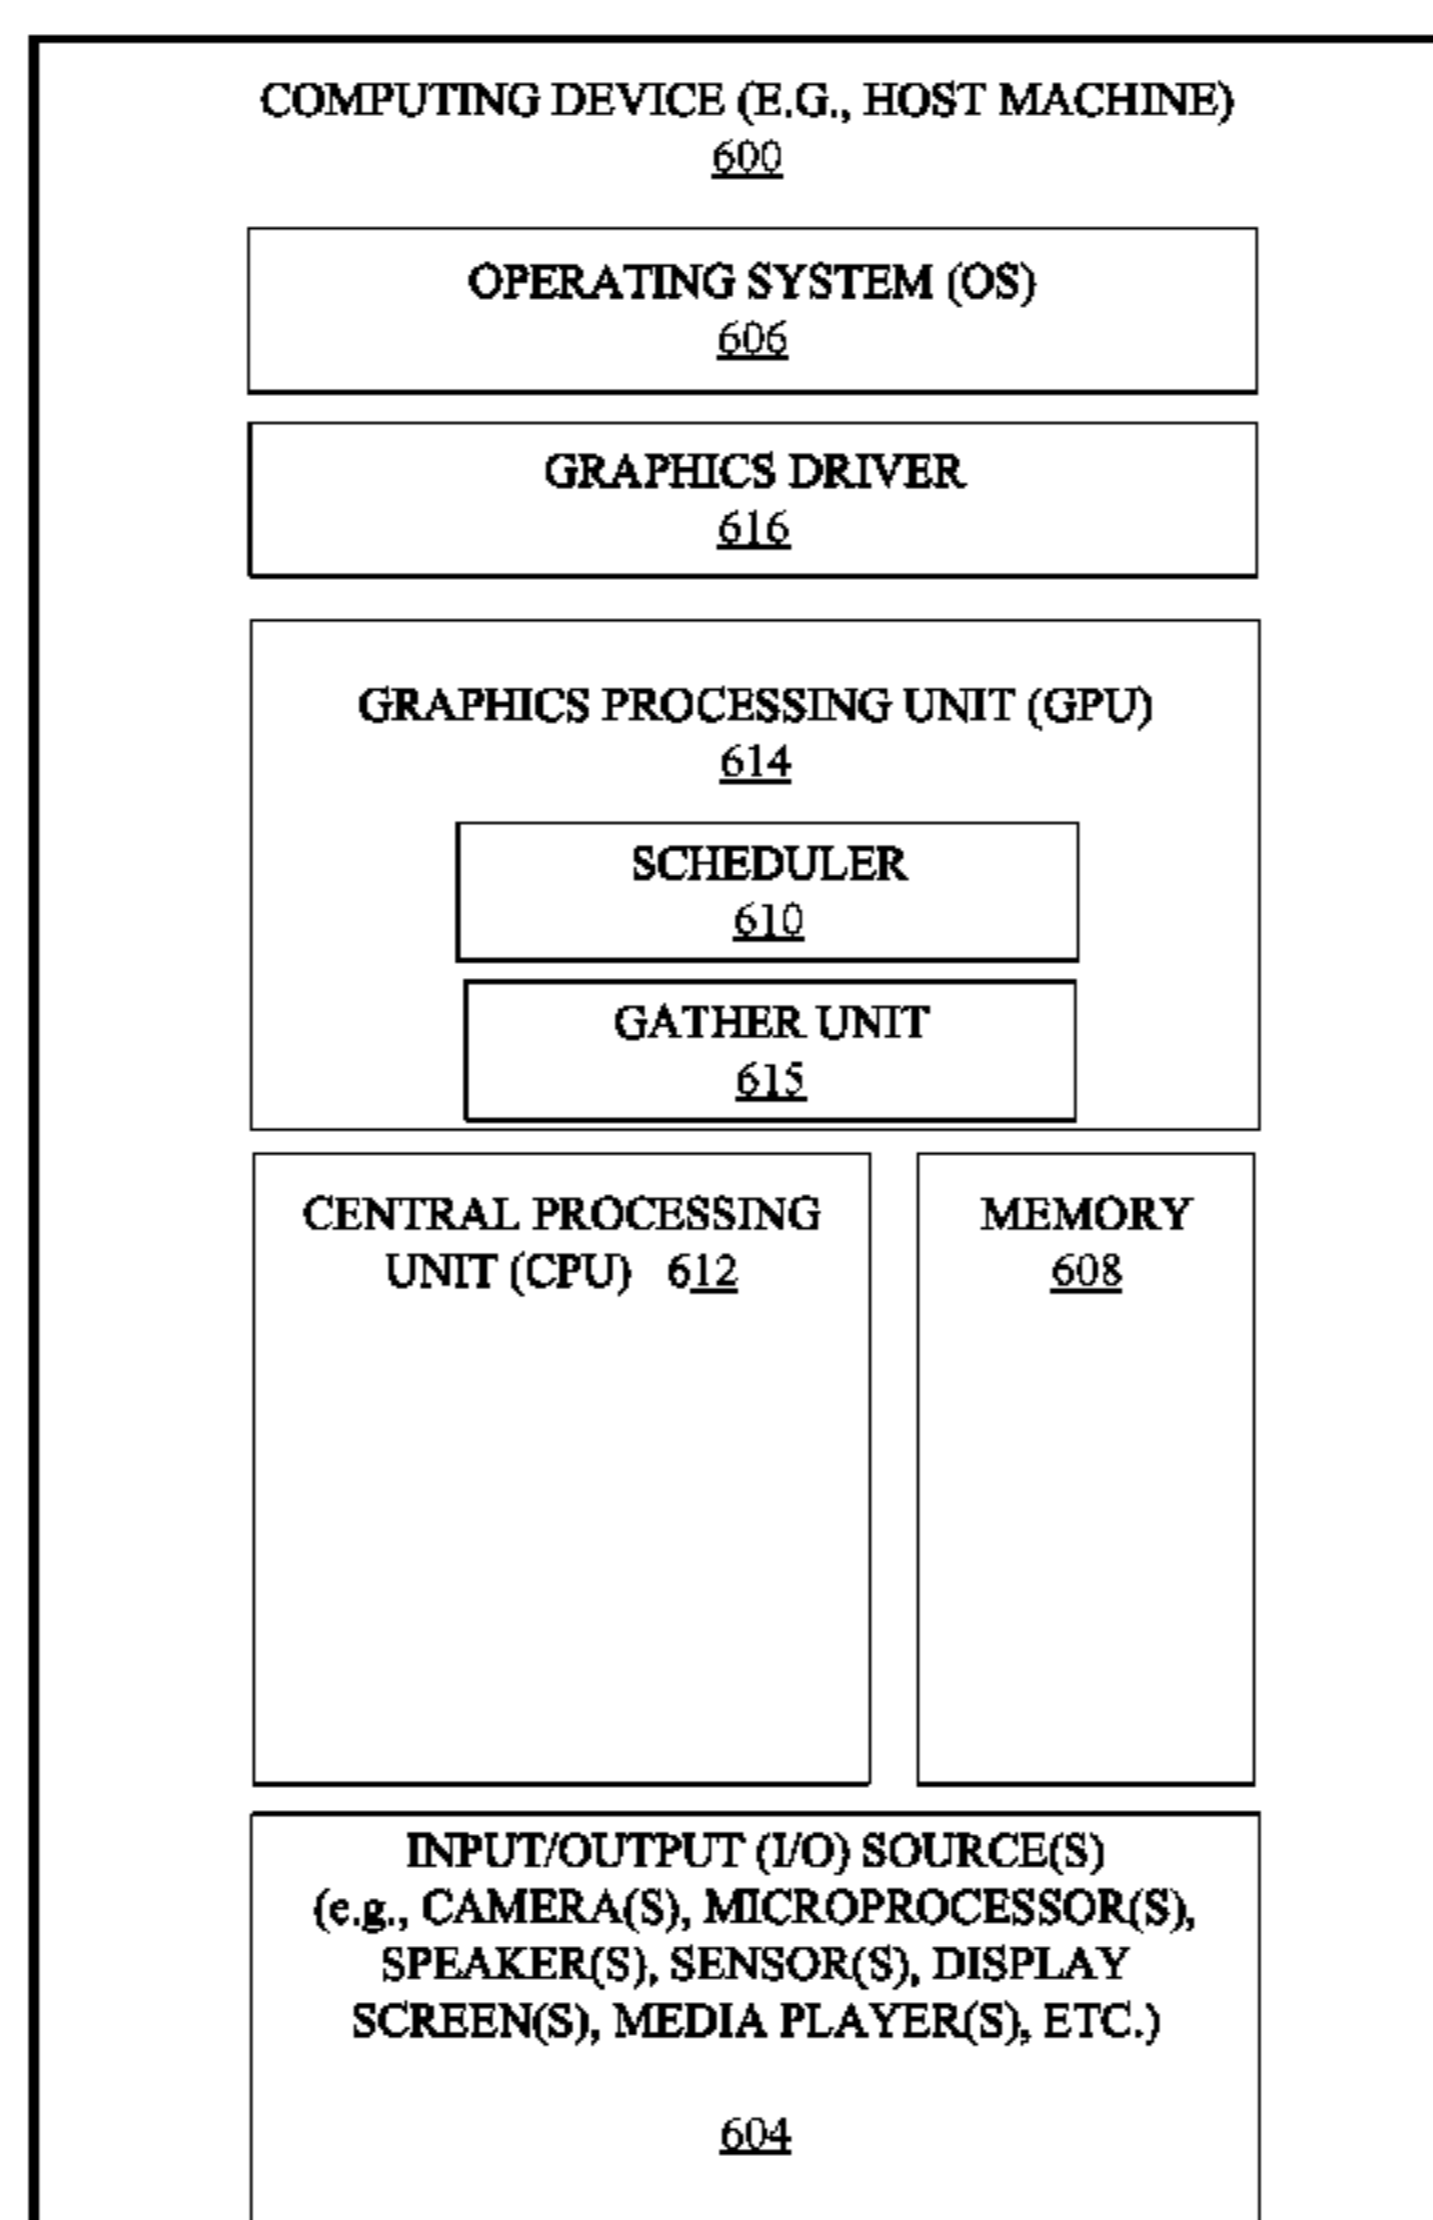 COMPUTING DEVICE (E.G., HOST MACHINE)
600
OPERATING SYSTEM (OS)
606
GRAPHICS DRIVER
616
GRAPHICS PROCESSING UNIT (GPU)
614
SCHEDULER
610
GATHER UNIT
615
CENTRAL PROCESSING
UNIT (CPU) 612
MEMORY
608
INPUT/OUTPUT (I/O) SOURCE(S)
(e.g., CAMERA(S), MICROPROCESSOR(S),
SPEAKER(S), SENSOR(S), DISPLAY
SCREEN(S), MEDIA PLAYER(S), ETC.)
604